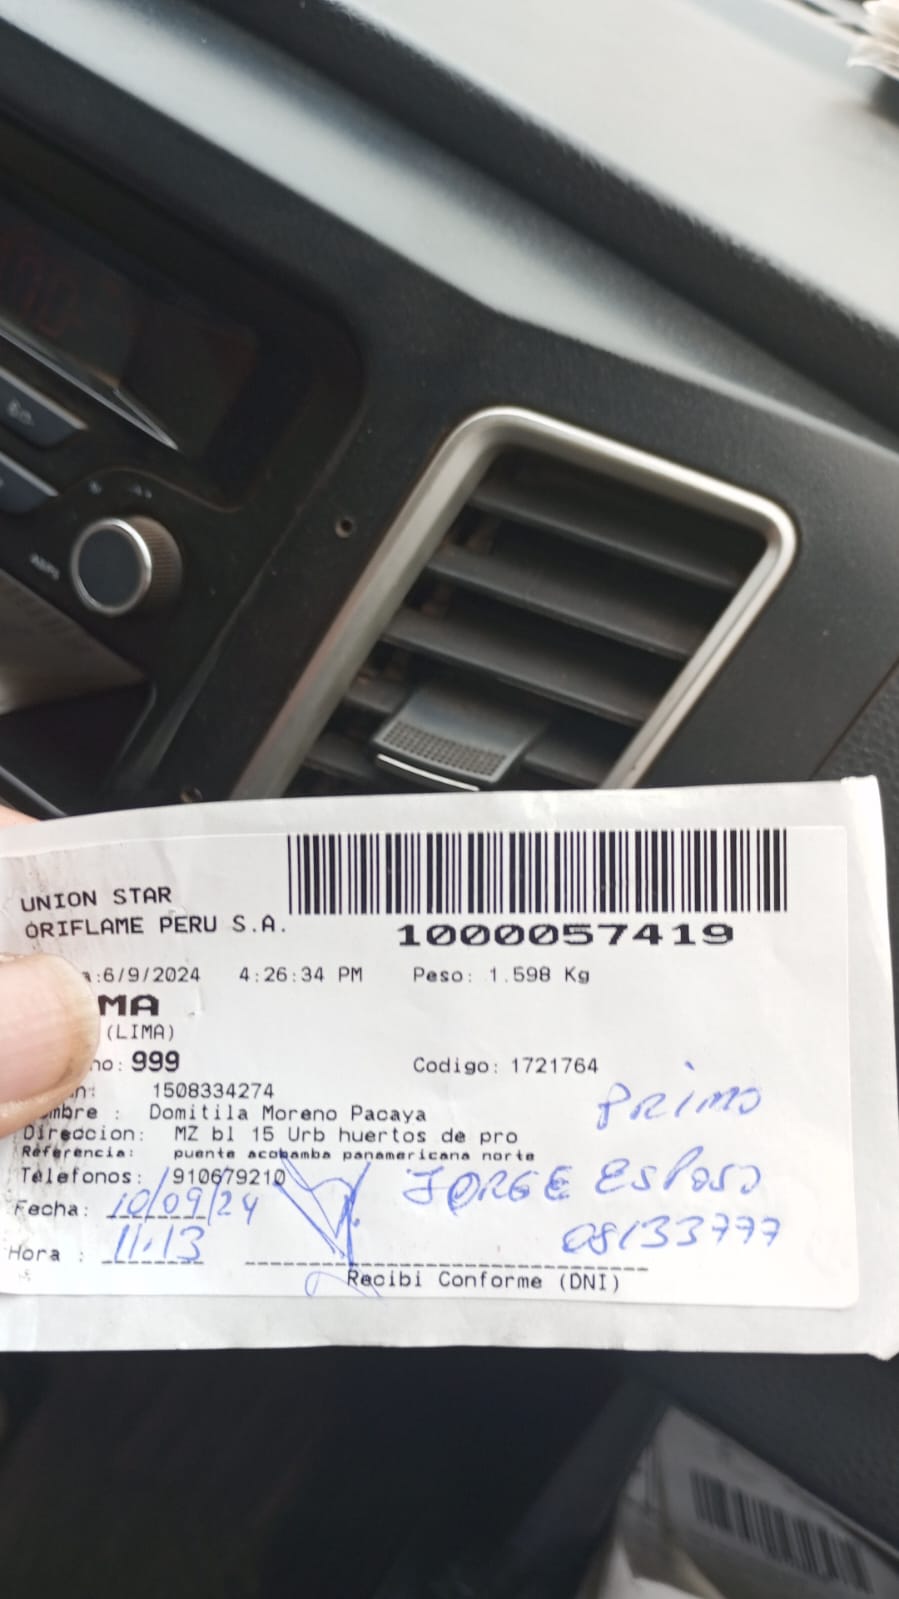 UNION STAR
ORIFLAME PERU S.A.
1000057419
a:6/9/2024 4:26:34 PM Peso: 1.598 Kg
MA
(LIMA)
no: 999 Codigo: 1721764
n: 1508334274
ombre : Domitila Moreno Pacaya
PRIMO
Direccion: MZ bl 15 Urb huertos de pro
Referencia: puente acobamba panamericana norte
Telefonos: 910679210
JORGE ESPOSO
Fecha: 10/09/24
08133777
Hora : 11:13
Recibi Conforme (DNI)